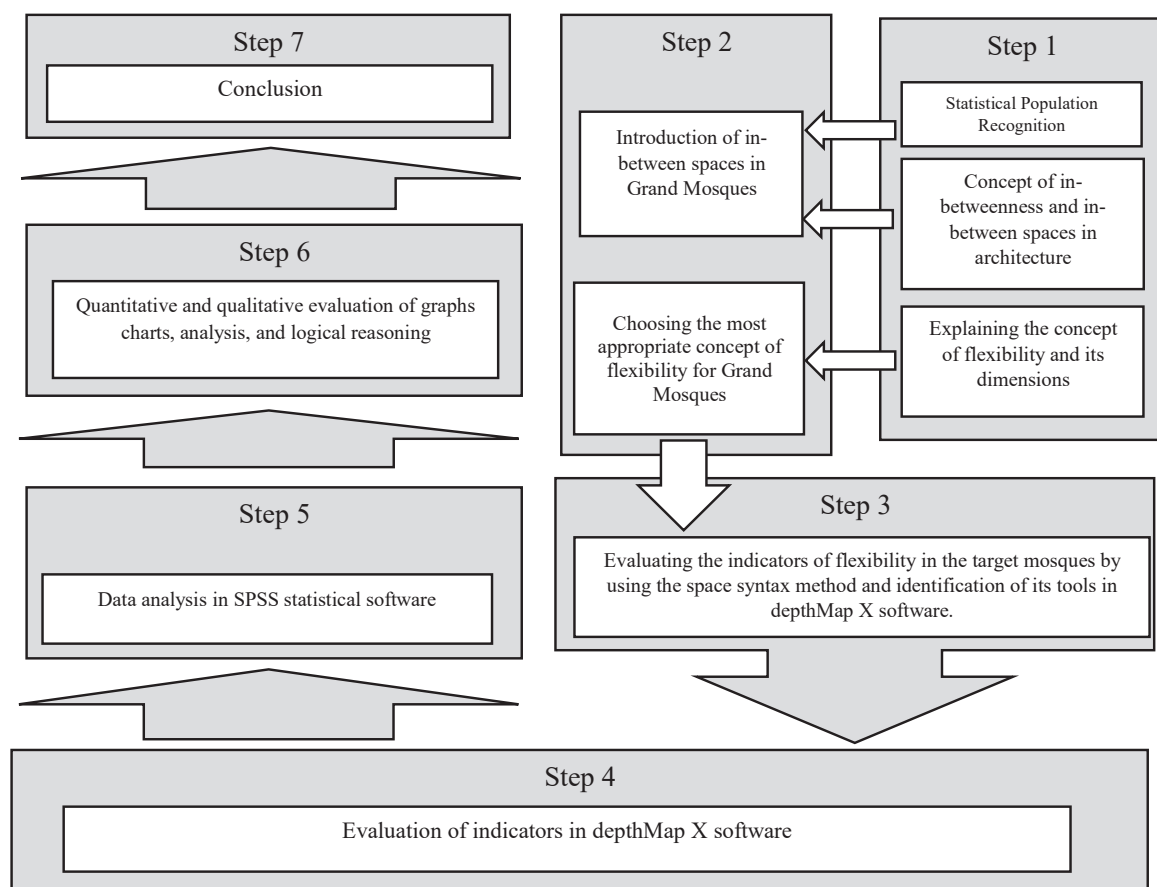 Step 1
Statistical Population
Recognition
Concept of in-
betweenness and in-
between spaces in
architecture
Explaining the concept
of flexibility and its
dimensions
Step 2
Introduction of in-
between spaces in
Grand Mosques
Choosing the most
appropriate concept of
flexibility for Grand
Mosques
Step 3
Evaluating the indicators of flexibility in the target mosques by
using the space syntax method and identification of its tools in
depthMap X software.
Step 4
Evaluation of indicators in depthMap X software
Step 5
Data analysis in SPSS statistical software
Step 6
Quantitative and qualitative evaluation of graphs
charts, analysis, and logical reasoning
Step 7
Conclusion